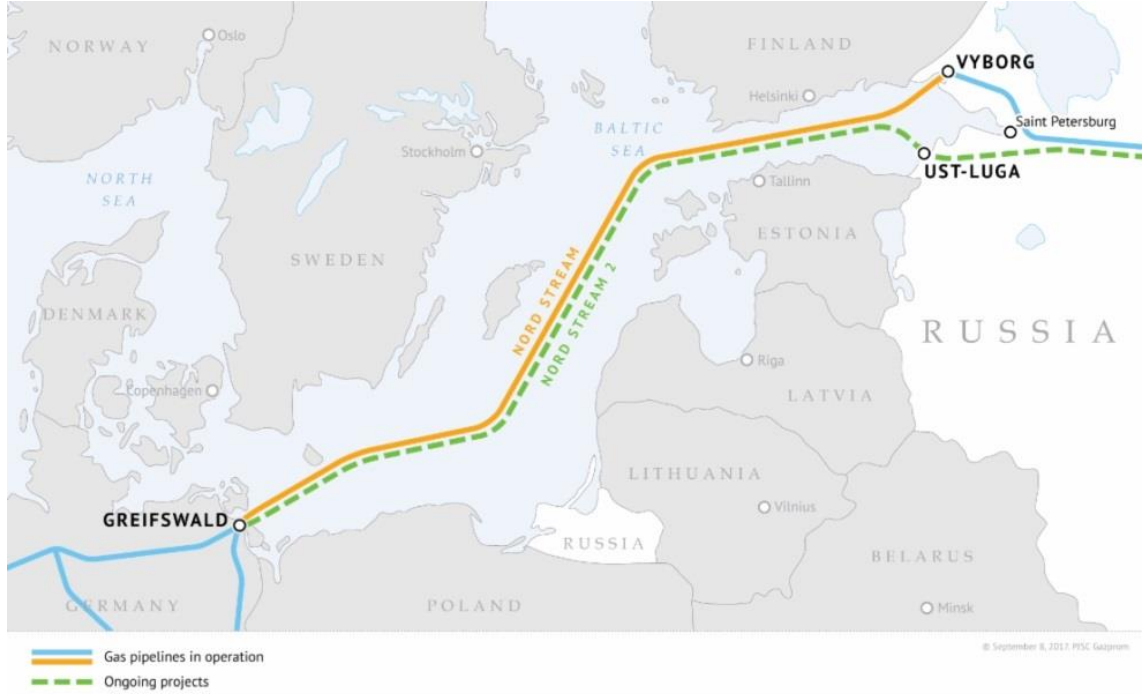 NORWAY
Oslo
FINLAND
VYBORG
Helsinki
Saint Petersburg
BALTIC
SEA
Stockholm
UST-LUGA
NORTH
SEA
Tallinn
ESTONIA
SWEDEN
NORD STREAM
NORD STREAM 2
DENMARK
RUSSIA
Riga
Copenhagen
LATVIA
LITHUANIA
Vilnius
GREIFSWALD
RUSSIA
BELARUS
GERMANY
POLAND
Minsk
© September 8, 2017. PJSC Gazprom
Gas pipelines in operation
Ongoing projects